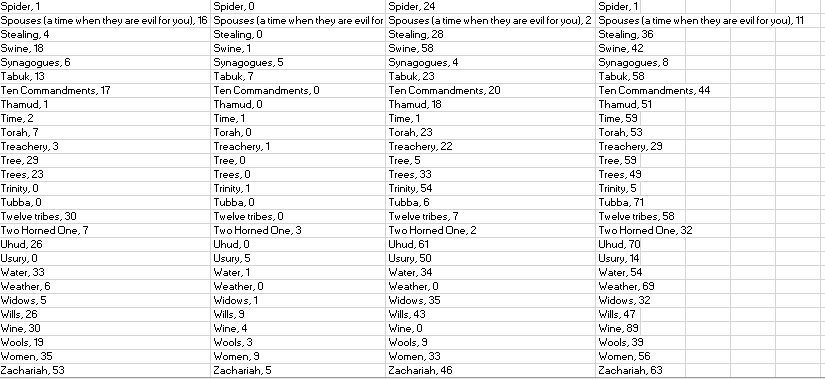 Spider, 1 Spider, 0 Spider, 24 Spider, 1
Spouses (a time when they are evil for you), 16 Spouses (a time when they are evil for Spouses (a time when they are evil for you), 2 Spouses (a time when they are evil for you), 11
Stealing, 4 Stealing, 0 Stealing, 28 Stealing, 36
Swine, 18 Swine, 1 Swine, 58 Swine, 42
Synagogues, 6 Synagogues, 5 Synagogues, 4 Synagogues, 8
Tabuk, 13 Tabuk, 7 Tabuk, 23 Tabuk, 58
Ten Commandments, 17 Ten Commandments, 0 Ten Commandments, 20 Ten Commandments, 44
Thamud, 1 Thamud, 0 Thamud, 18 Thamud, 51
Time, 2 Time, 1 Time, 1 Time, 59
Torah, 7 Torah, 0 Torah, 23 Torah, 53
Treachery, 3 Treachery, 1 Treachery, 22 Treachery, 29
Tree, 29 Tree, 0 Tree, 5 Tree, 59
Trees, 23 Trees, 0 Trees, 33 Trees, 49
Trinity, 0 Trinity, 1 Trinity, 54 Trinity, 5
Tubba, 0 Tubba, 0 Tubba, 6 Tubba, 71
Twelve tribes, 30 Twelve tribes, 0 Twelve tribes, 7 Twelve tribes, 58
Two Horned One, 7 Two Horned One, 3 Two Horned One, 2 Two Horned One, 32
Uhud, 26 Uhud, 0 Uhud, 61 Uhud, 70
Usury, 0 Usury, 5 Usury, 50 Usury, 14
Water, 33 Water, 1 Water, 34 Water, 54
Weather, 6 Weather, 0 Weather, 0 Weather, 69
Widows, 5 Widows, 1 Widows, 35 Widows, 32
Wills, 26 Wills, 9 Wills, 43 Wills, 47
Wine, 30 Wine, 4 Wine, 0 Wine, 89
Wools, 19 Wools, 3 Wools, 9 Wools, 39
Women, 35 Women, 9 Women, 33 Women, 56
Zachariah, 53 Zachariah, 5 Zachariah, 46 Zachariah, 63